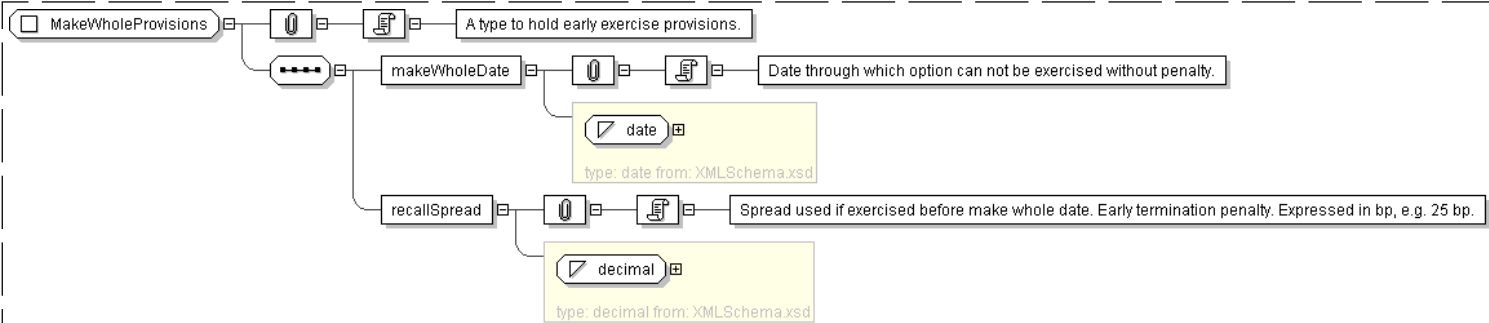 MakeWholeProvisions
A type to hold early exercise provisions.
makeWholeDate
Date through which option can not be exercised without penalty.
date
type: date from: XMLSchema.xsd
recallSpread
Spread used if exercised before make whole date. Early termination penalty. Expressed in bp, e.g. 25 bp.
decimal
type: decimal from: XMLSchema.xsd